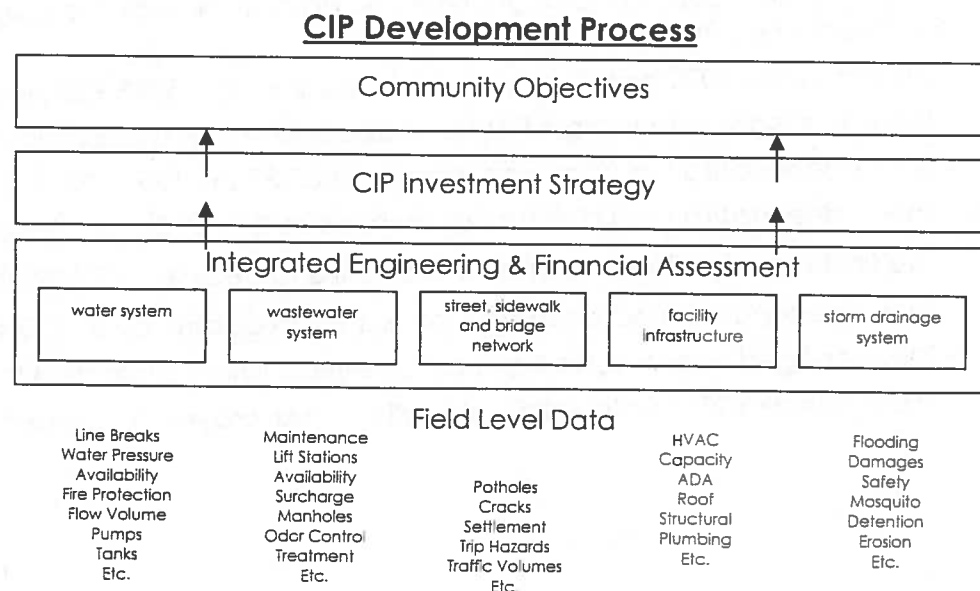 CIP Development Process
Community Objectives
CIP Investment Strategy
Integrated Engineering & Financial Assessment
water system
wastewater
system
street, sidewalk
and bridge
network
facility
infrastructure
storm drainage
system
Field Level Data
Line Breaks
Water Pressure
Availability
Fire Protection
Flow Volume
Pumps
Tanks
Etc.
Maintenance
Lift Stations
Availability
Surcharge
Manholes
Odor Control
Treatment
Etc.
Potholes
Cracks
Settlement
Trip Hazards
Traffic Volumes
Etc.
HVAC
Capacity
ADA
Roof
Structural
Plumbing
Etc.
Flooding
Damages
Safety
Mosquito
Detention
Erosion
Etc.